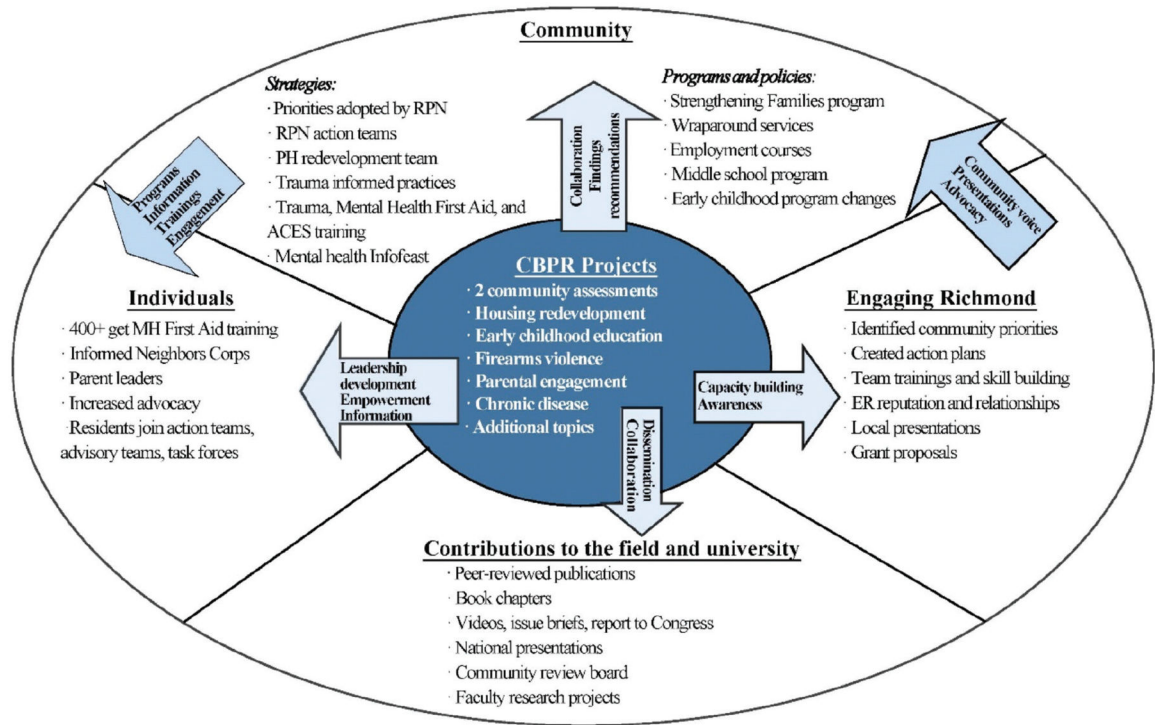 Community
Strategies:
· Priorities adopted by RPN
· RPN action teams
· PH redevelopment team
· Trauma informed practices
· Trauma, Mental Health First Aid, and
ACES training
· Mental health Infofeast
Collaboration
Findings
recommendations
Programs and policies:
· Strengthening Families program
· Wraparound services
· Employment courses
· Middle school program
· Early childhood program changes
Programs
Information
Trainings
Engagement
Community voice
Presentations
Advocacy
Individuals
· 400+ get MH First Aid training
· Informed Neighbors Corps
· Parent leaders
· Increased advocacy
·Residents join action teams,
advisory teams, task forces
Leadership
development
Empowerment
Information
CBPR Projects
· 2 community assessments
· Housing redevelopment
· Early childhood education
· Firearms violence
· Parental engagement
· Chronic disease
· Additional topics
Capacity building
Awareness
Engaging Richmond
· Identified community priorities
· Created action plans
· Team trainings and skill building
· ER reputation and relationships
· Local presentations
· Grant proposals
Dissemination
Collaboration
Contributions to the field and university
· Peer-reviewed publications
· Book chapters
· Videos, issue briefs, report to Congress
· National presentations
· Community review board
· Faculty research projects